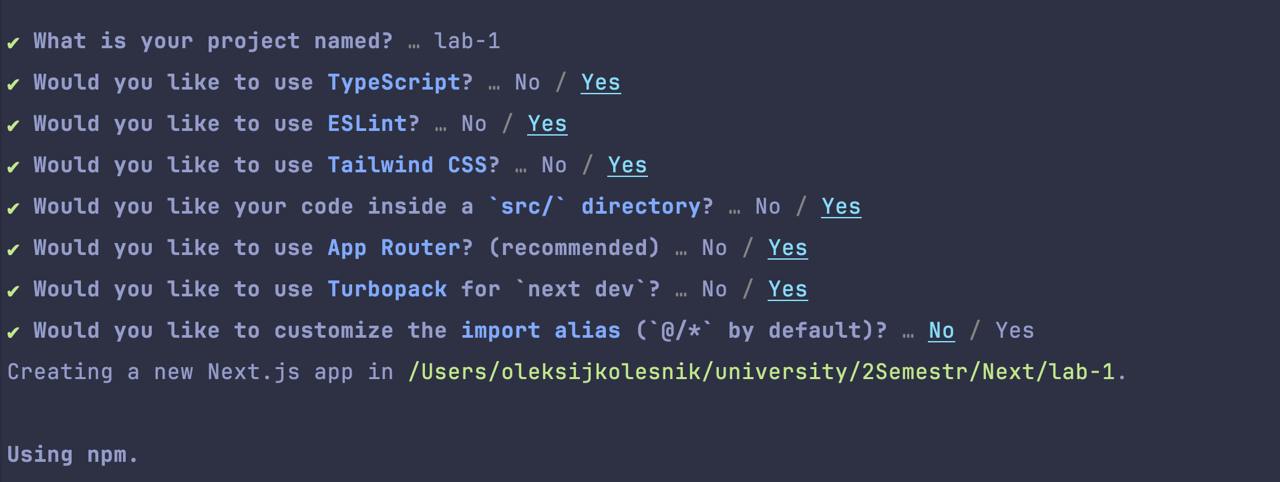 ✔ What is your project named? … lab-1
✔ Would you like to use TypeScript? … No / Yes
✔ Would you like to use ESLint? … No / Yes
✔ Would you like to use Tailwind CSS? … No / Yes
✔ Would you like your code inside a `src/` directory? … No / Yes
✔ Would you like to use App Router? (recommended) … No / Yes
✔ Would you like to use Turbopack for `next dev`? … No / Yes
✔ Would you like to customize the import alias (`@/*` by default)? … No / Yes
Creating a new Next.js app in /Users/oleksijkolesnik/university/2Semestr/Next/lab-1.
Using npm.